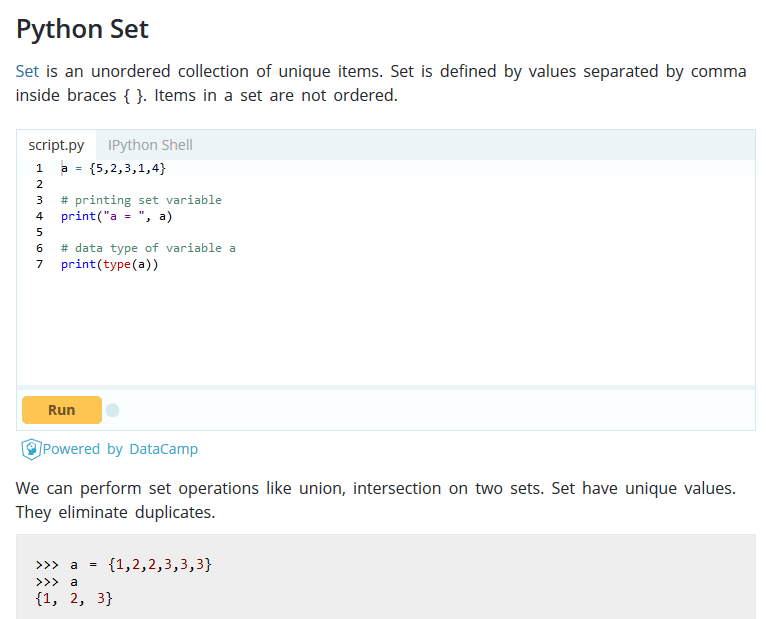 Python Set
Set is an unordered collection of unique items. Set is defined by values separated by comma
inside braces { }. Items in a set are not ordered.
script.py IPython Shell
1 a = {5,2,3,1,4}
2
3 # printing set variable
4 print("a = ", a)
5
6 # data type of variable a
7 print(type(a))
Run
Powered by DataCamp
We can perform set operations like union, intersection on two sets. Set have unique values.
They eliminate duplicates.
>>> a = {1,2,2,3,3,3}
>>> a
{1, 2, 3}